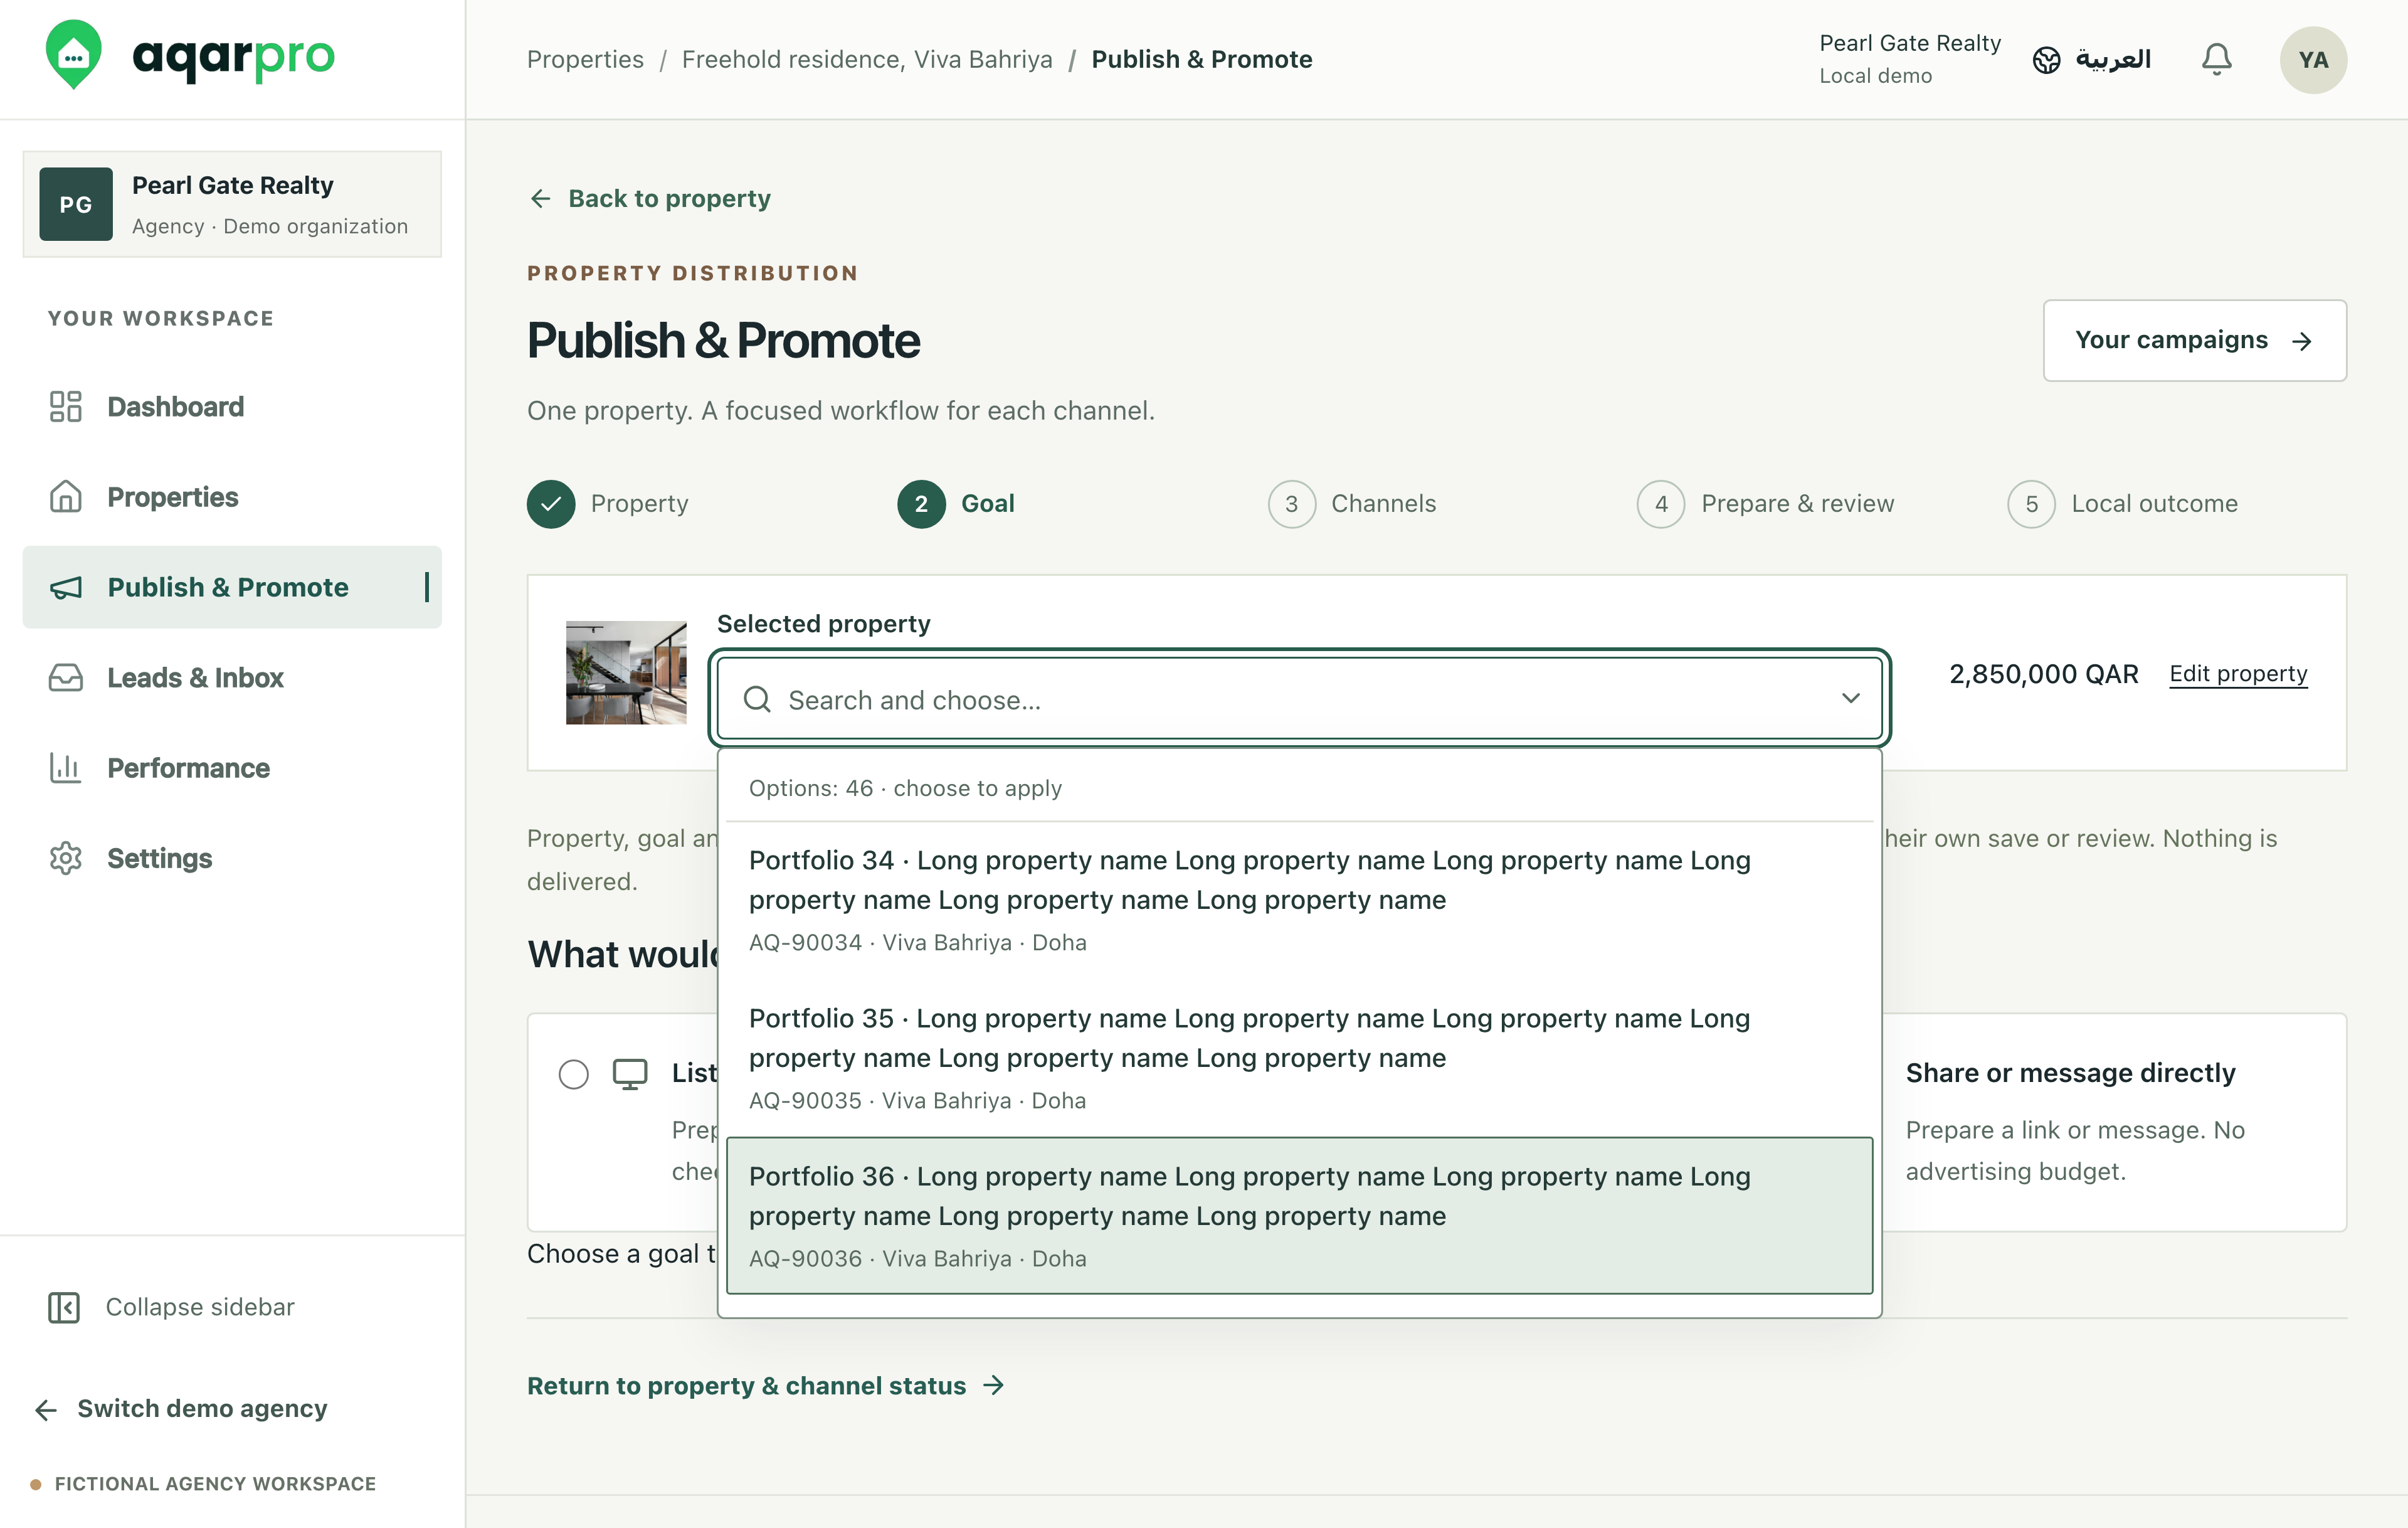 aqarpro
Properties / Freehold residence, Viva Bahriya / Publish & Promote
Pearl Gate Realty
Local demo
العربية
YA
PG
Pearl Gate Realty
Agency · Demo organization
YOUR WORKSPACE
Dashboard
Properties
Publish & Promote
Leads & Inbox
Performance
Settings
Collapse sidebar
Switch demo agency
FICTIONAL AGENCY WORKSPACE
Back to property
PROPERTY DISTRIBUTION
Publish & Promote
One property. A focused workflow for each channel.
Your campaigns
Property
2 Goal
3 Channels
4 Prepare & review
5 Local outcome
Selected property
Search and choose...
2,850,000 QAR
Edit property
Options: 46 · choose to apply
Portfolio 34 · Long property name Long property name Long property name Long
property name Long property name Long property name
AQ-90034 · Viva Bahriya · Doha
Portfolio 35 · Long property name Long property name Long property name Long
property name Long property name Long property name
AQ-90035 · Viva Bahriya · Doha
Portfolio 36 · Long property name Long property name Long property name Long
property name Long property name Long property name
AQ-90036 · Viva Bahriya · Doha
Property, goal
own save or review. Nothing is
delivered.
What
List
Share or message directly
Prepare a link or message. No
advertising budget.
Choose a goal
Return to property & channel status